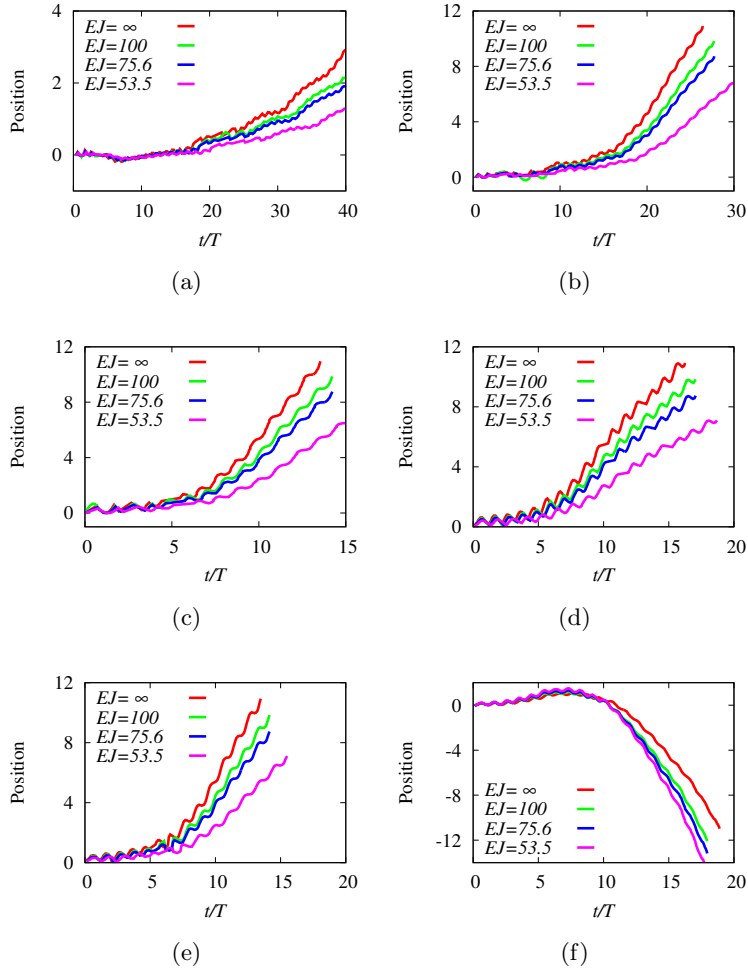 EJ= ∞
EJ=100
EJ=75.6
EJ=53.5
4
2
0
Position
0 10 20 30 40
t/T
(a)
EJ= ∞
EJ=100
EJ=75.6
EJ=53.5
12
8
4
0
Position
0 10 20 30
t/T
(b)
EJ= ∞
EJ=100
EJ=75.6
EJ=53.5
12
8
4
0
Position
0 5 10 15
t/T
(c)
EJ= ∞
EJ=100
EJ=75.6
EJ=53.5
12
8
4
0
Position
0 5 10 15 20
t/T
(d)
EJ= ∞
EJ=100
EJ=75.6
EJ=53.5
12
8
4
0
Position
0 5 10 15 20
t/T
(e)
0
-4
-8
-12
Position
EJ= ∞
EJ=100
EJ=75.6
EJ=53.5
0 5 10 15 20
t/T
(f)